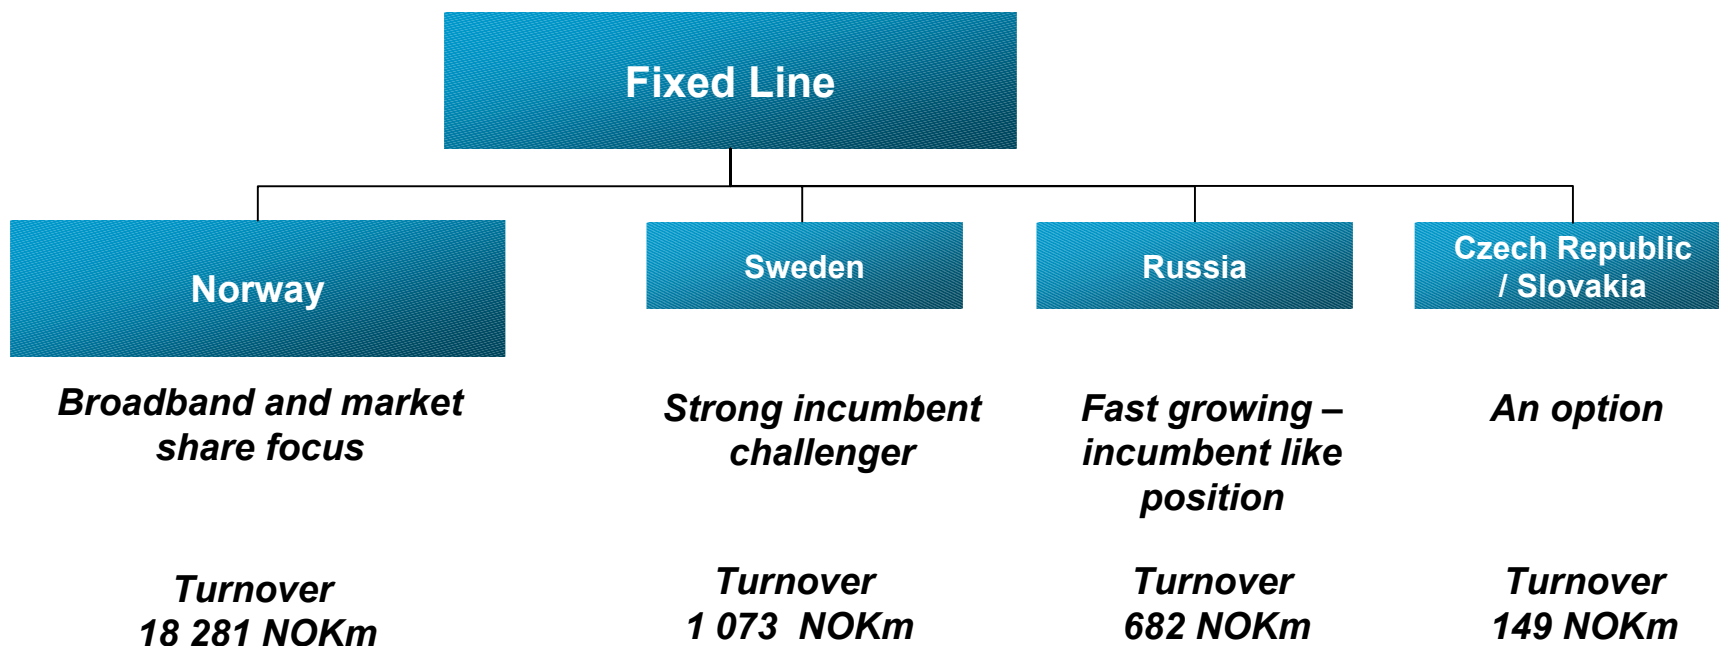 Fixed Line
Norway
Sweden
Russia
Czech Republic
/ Slovakia
Broadband and market
share focus
Strong incumbent
challenger
Fast growing –
incumbent like
position
An option
Turnover
18 281 NOKm
Turnover
1 073 NOKm
Turnover
682 NOKm
Turnover
149 NOKm